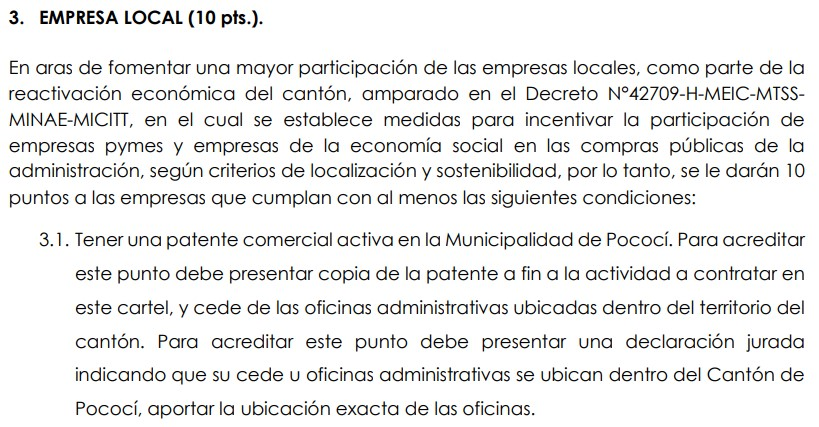 3. EMPRESA LOCAL (10 pts.).
En aras de fomentar una mayor participación de las empresas locales, como parte de la
reactivación económica del cantón, amparado en el Decreto N°42709-H-MEIC-MTSS-
MINAE-MICITT, en el cual se establece medidas para incentivar la participación de
empresas pymes y empresas de la economía social en las compras públicas de la
administración, según criterios de localización y sostenibilidad, por lo tanto, se le darán 10
puntos a las empresas que cumplan con al menos las siguientes condiciones:
3.1. Tener una patente comercial activa en la Municipalidad de Pococí. Para acreditar
este punto debe presentar copia de la patente a fin a la actividad a contratar en
este cartel, y cede de las oficinas administrativas ubicadas dentro del territorio del
cantón. Para acreditar este punto debe presentar una declaración jurada
indicando que su cede u oficinas administrativas se ubican dentro del Cantón de
Pococí, aportar la ubicación exacta de las oficinas.